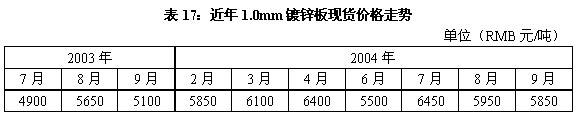 表 17：近年 1.0mm 镀锌板现货价格走势
单位（RMB 元/吨）
2003 年 2004 年
7 月 8 月 9 月 2 月 3 月 4 月 6 月 7 月 8 月 9 月
4900 5650 5100 5850 6100 6400 5500 6450 5950 5850